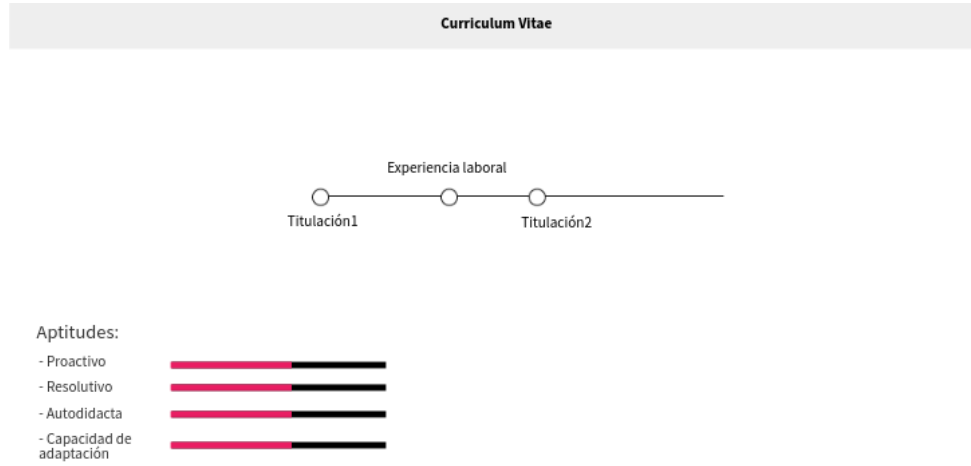 Curriculum Vitae
Experiencia laboral
Titulación1
Titulación2
Aptitudes:
- Proactivo
- Resolutivo
- Autodidacta
- Capacidad de
adaptación